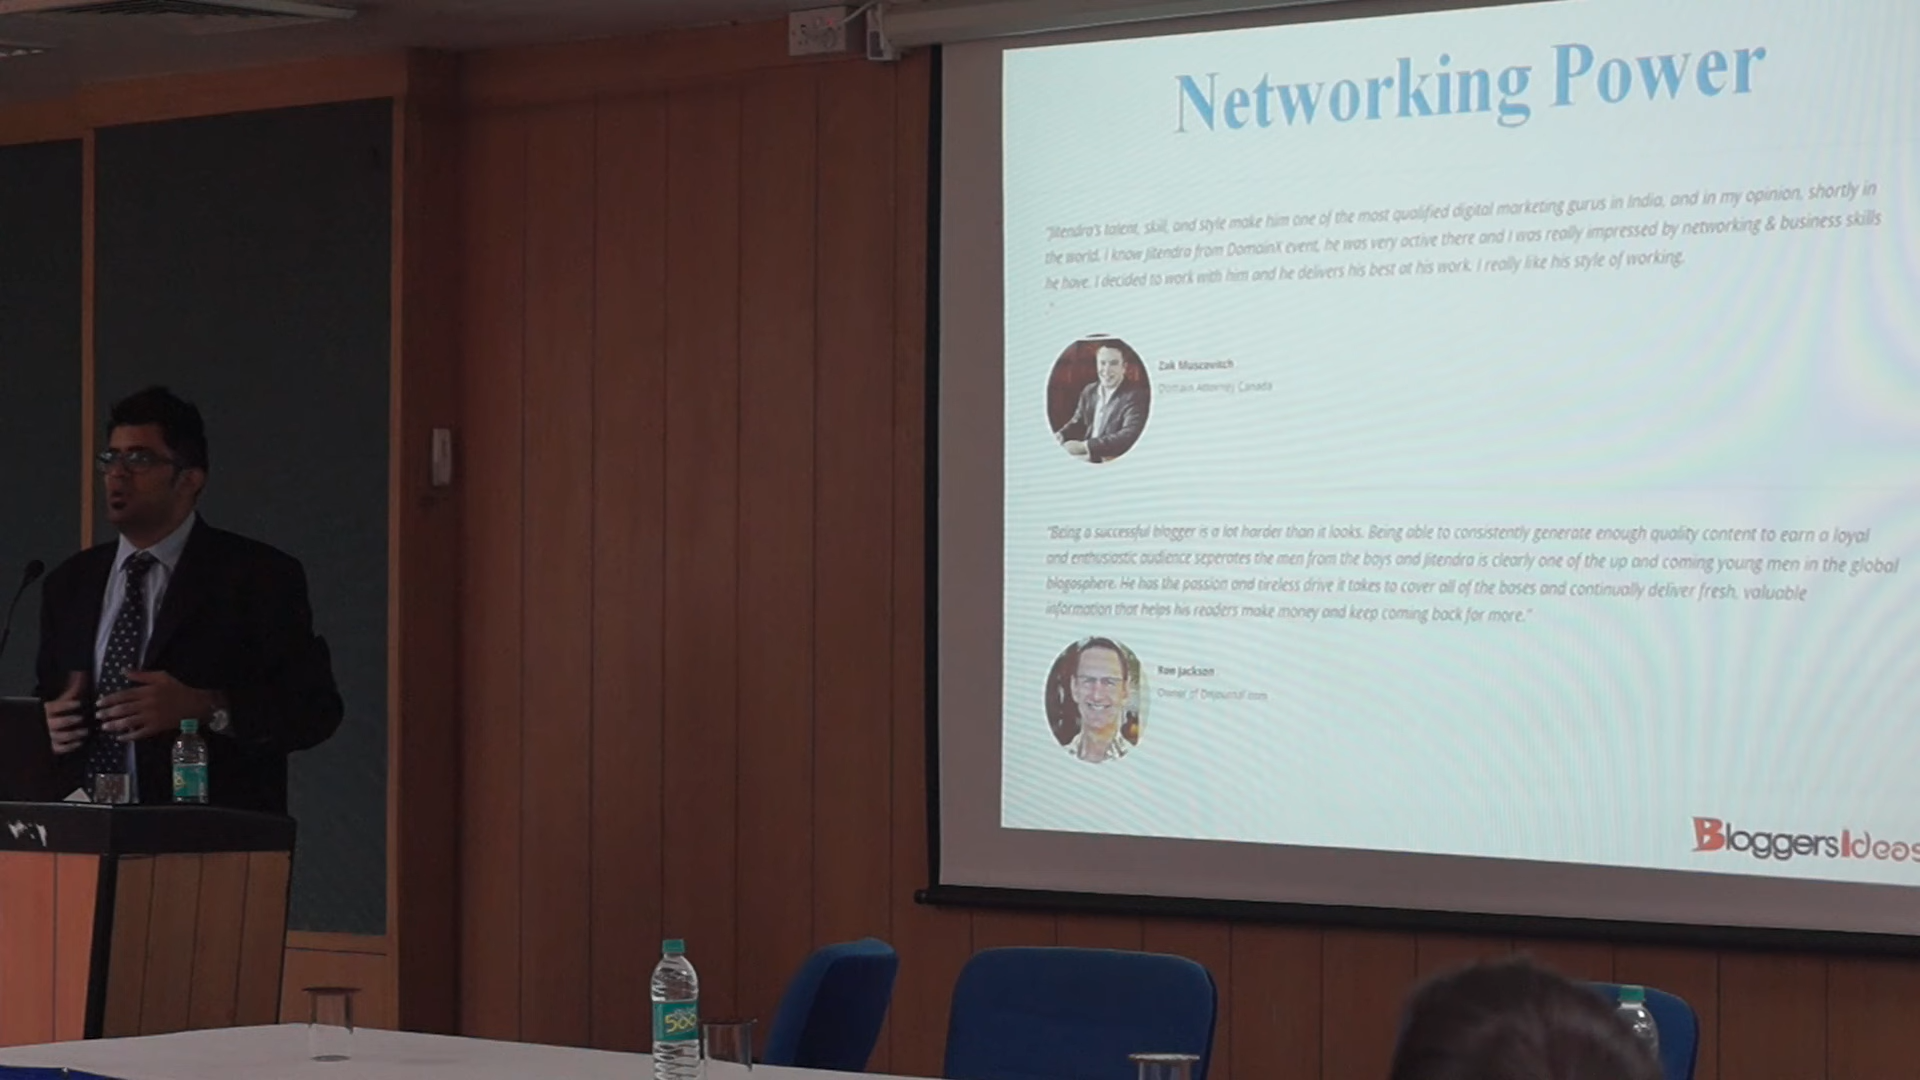 Networking Power
"Jitendra's talent, skill, and style make him one of the most qualified digital marketing gurus in India, and in my opinion, shortly in
the world. I know Jitendra from DomainX event, he was very active there and I was really impressed by networking & business skills
he have. I decided to work with him and he delivers his best at his work. I really like his style of working.
"
Zak Muscovitch
Domain Attorney Canada
"Being a successful blogger is a lot harder than it looks. Being able to consistently generate enough quality content to earn a loyal
and enthusiastic audience seperates the men from the boys and Jitendra is clearly one of the up and coming young men in the global
blogosphere. He has the passion and tireless drive it takes to cover all of the bases and continually deliver fresh, valuable
information that helps his readers make money and keep coming back for more."
Ron Jackson
Owner of Dnjournal.com
BloggersIdeas
500